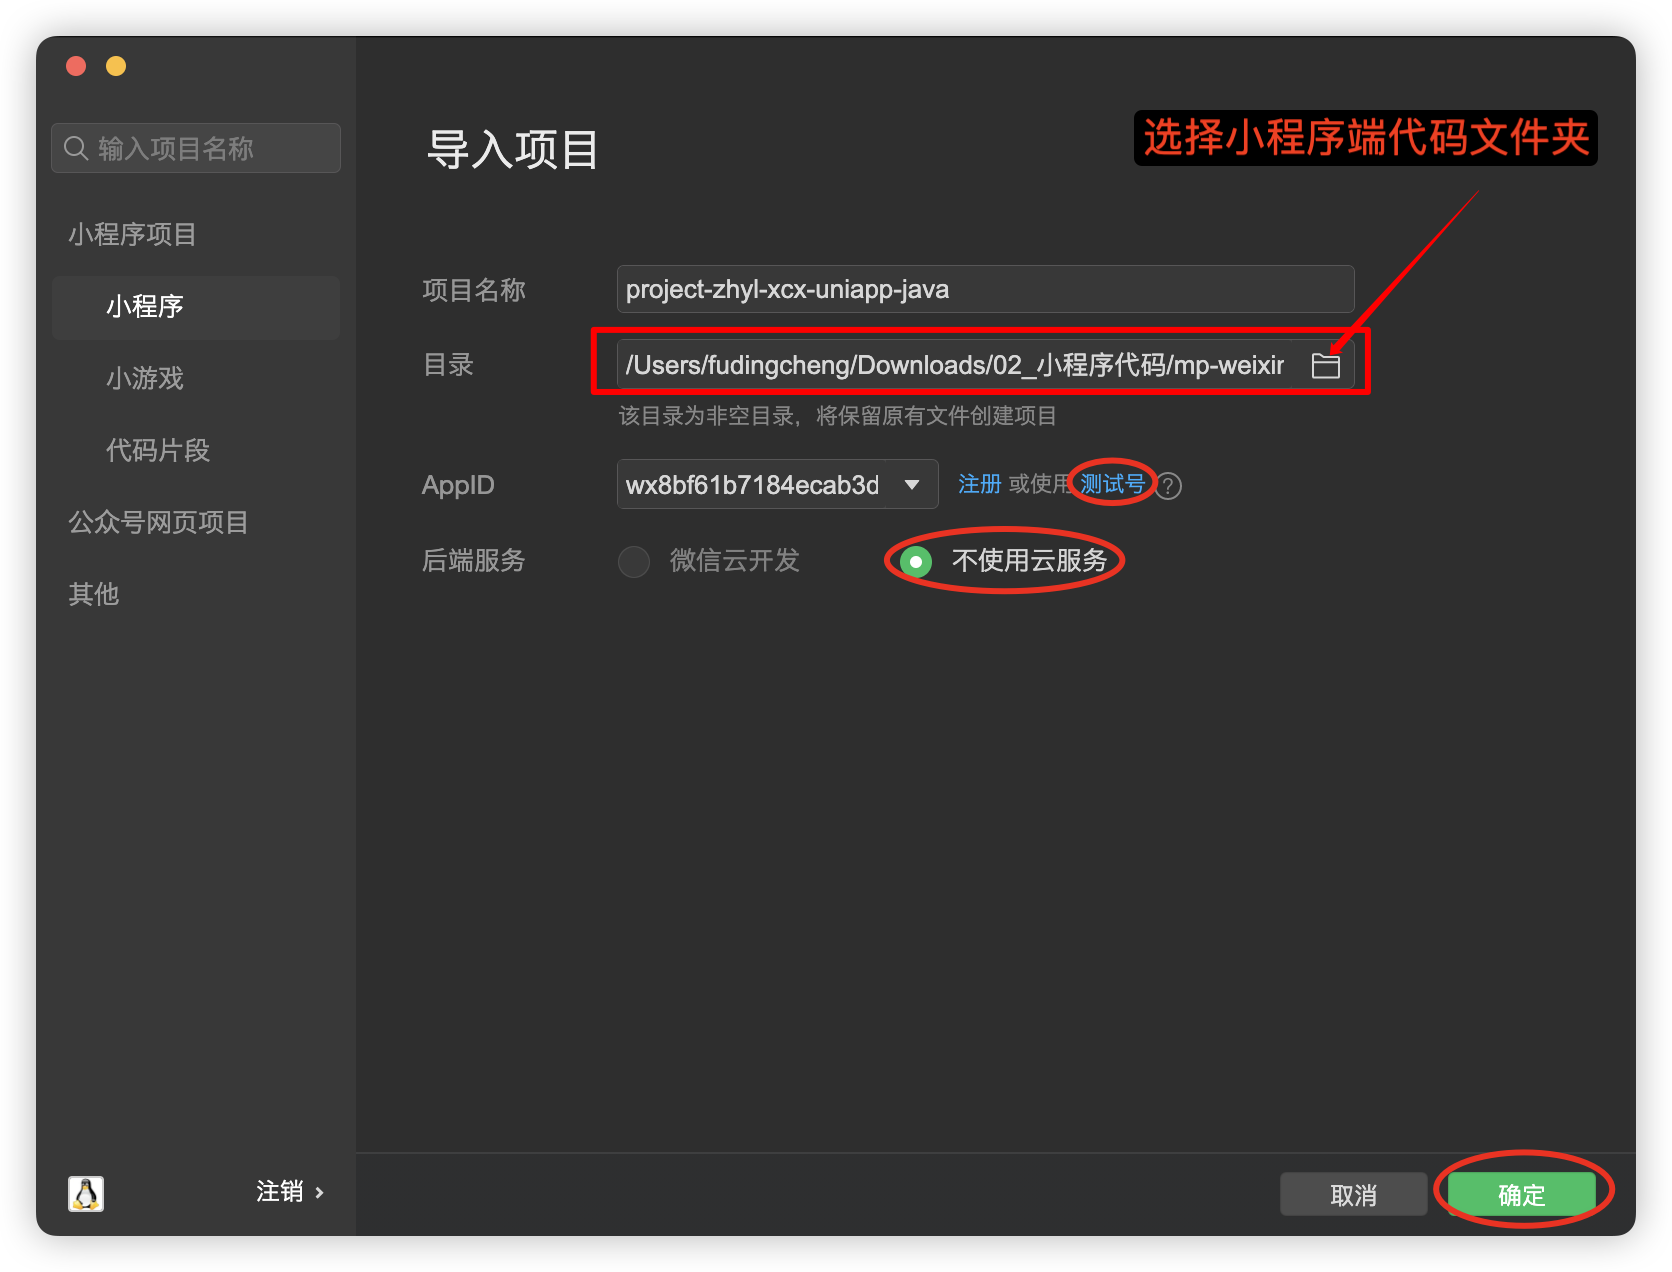 输入项目名称
小程序项目
小程序
小游戏
代码片段
公众号网页项目
其他
注销
导入项目
选择小程序端代码文件夹
项目名称 project-zhyl-xcx-uniapp-java
目录 /Users/fudingcheng/Downloads/02_小程序代码/mp-weixin
该目录为非空目录，将保留原有文件创建项目
AppID wx8bf61b7184ecab3d 注册 或使用 测试号 ?
后端服务 微信云开发 不使用云服务
取消 确定